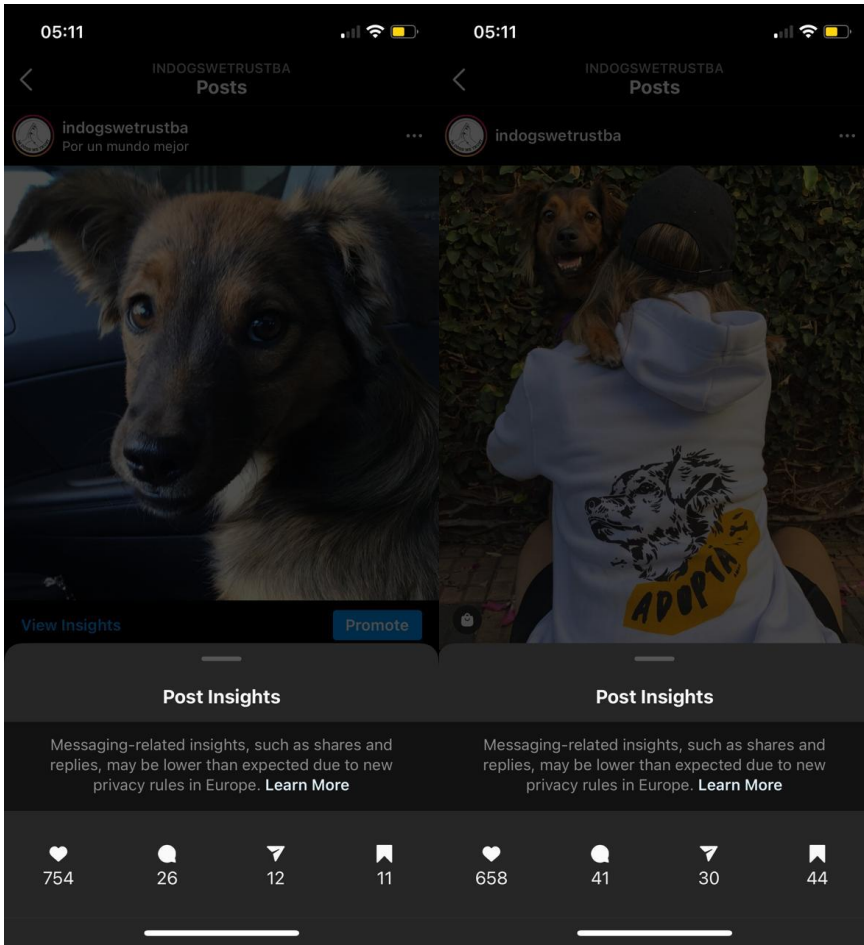 05:11
INDOGSWETRUSTBA
Posts
indogswetrustba
Por un mundo mejor
View Insights
Promote
Post Insights
Messaging-related insights, such as shares and
replies, may be lower than expected due to new
privacy rules in Europe. Learn More
754
26
12
11
05:11
INDOGSWETRUSTBA
Posts
indogswetrustba
ADOPTA
Post Insights
Messaging-related insights, such as shares and
replies, may be lower than expected due to new
privacy rules in Europe. Learn More
658
41
30
44